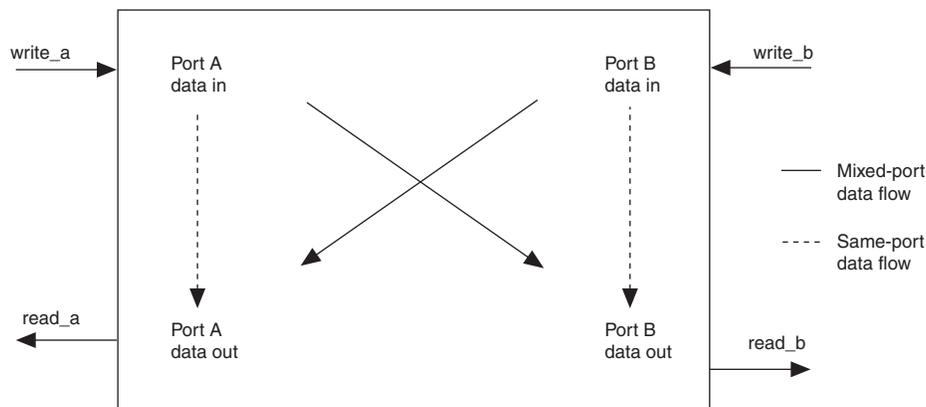 write_a
Port A
data in
Port B
data in
write_b
Mixed-port
data flow
Same-port
data flow
read_a
Port A
data out
Port B
data out
read_b